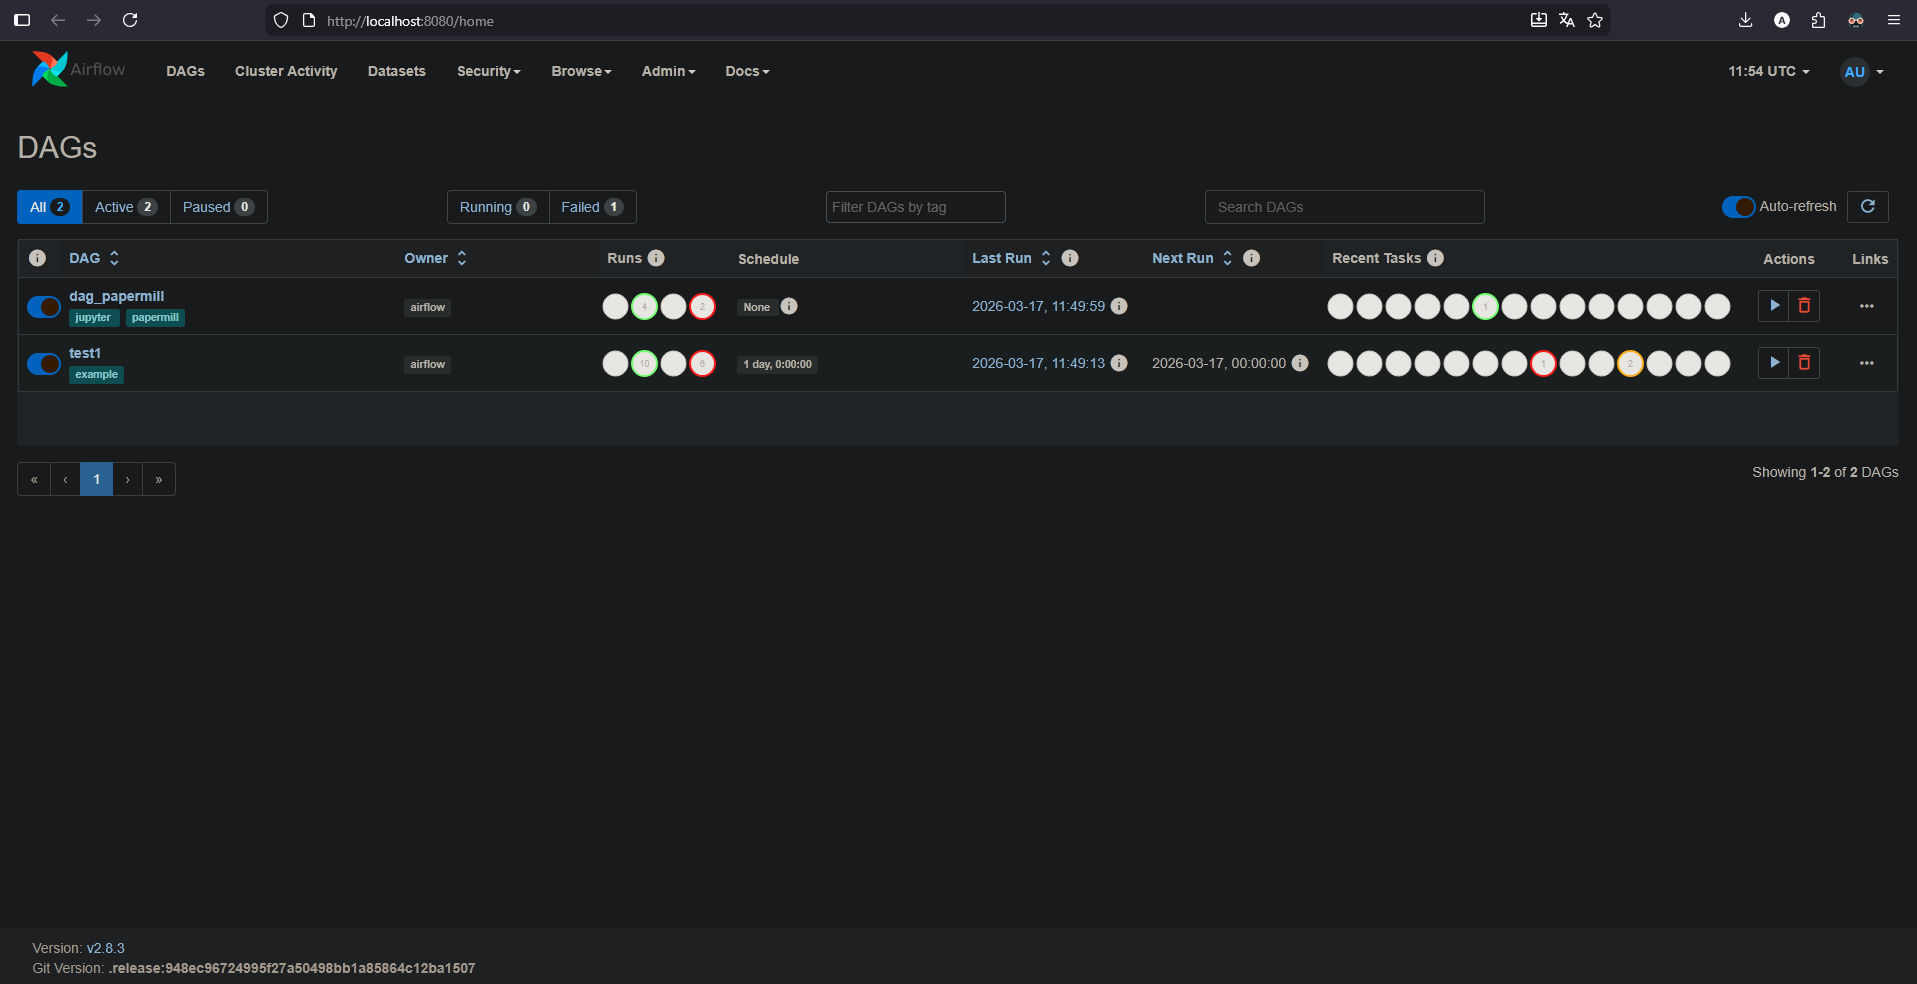 http://localhost:8080/home
Airflow DAGs Cluster Activity Datasets Security Browse Admin Docs 11:54 UTC AU
DAGs
All 2 Active 2 Paused 0 Running 0 Failed 1 Filter DAGs by tag Search DAGs Auto-refresh
DAG Owner Runs Schedule Last Run Next Run Recent Tasks Actions Links
dag_papermill
airflow 4 2 None 2026-03-17, 11:49:59 1
jupyter papermill
test1
airflow 10 6 1 day, 0:00:00 2026-03-17, 11:49:13 2026-03-17, 00:00:00 1 2
example
« ‹ 1 › »
Showing 1-2 of 2 DAGs
Version: v2.8.3
Git Version: .release:948ec96724995f27a50498bb1a85864c12ba1507